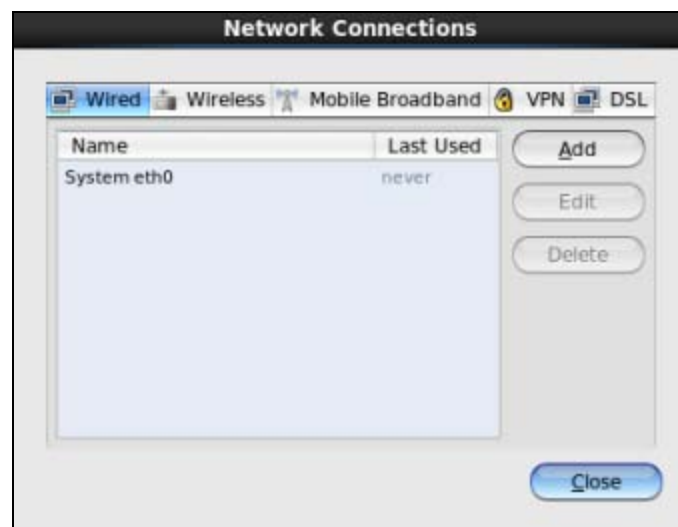 Network Connections
Wired Wireless Mobile Broadband VPN DSL
Name Last Used
System eth0 never
Add
Edit
Delete
Close